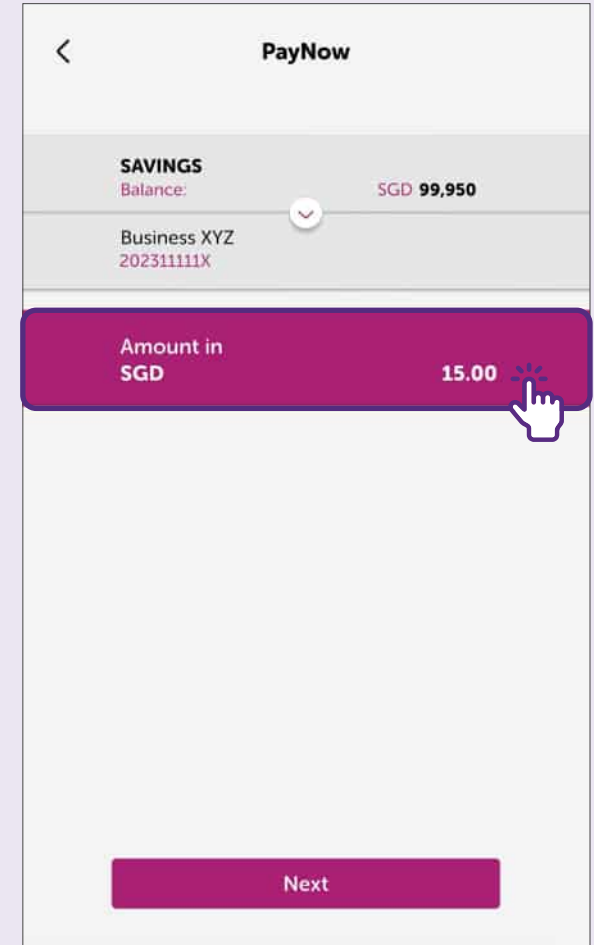 PayNow
SAVINGS
Balance: SGD 99,950
Business XYZ
202311111X
Amount in
SGD 15.00
Next